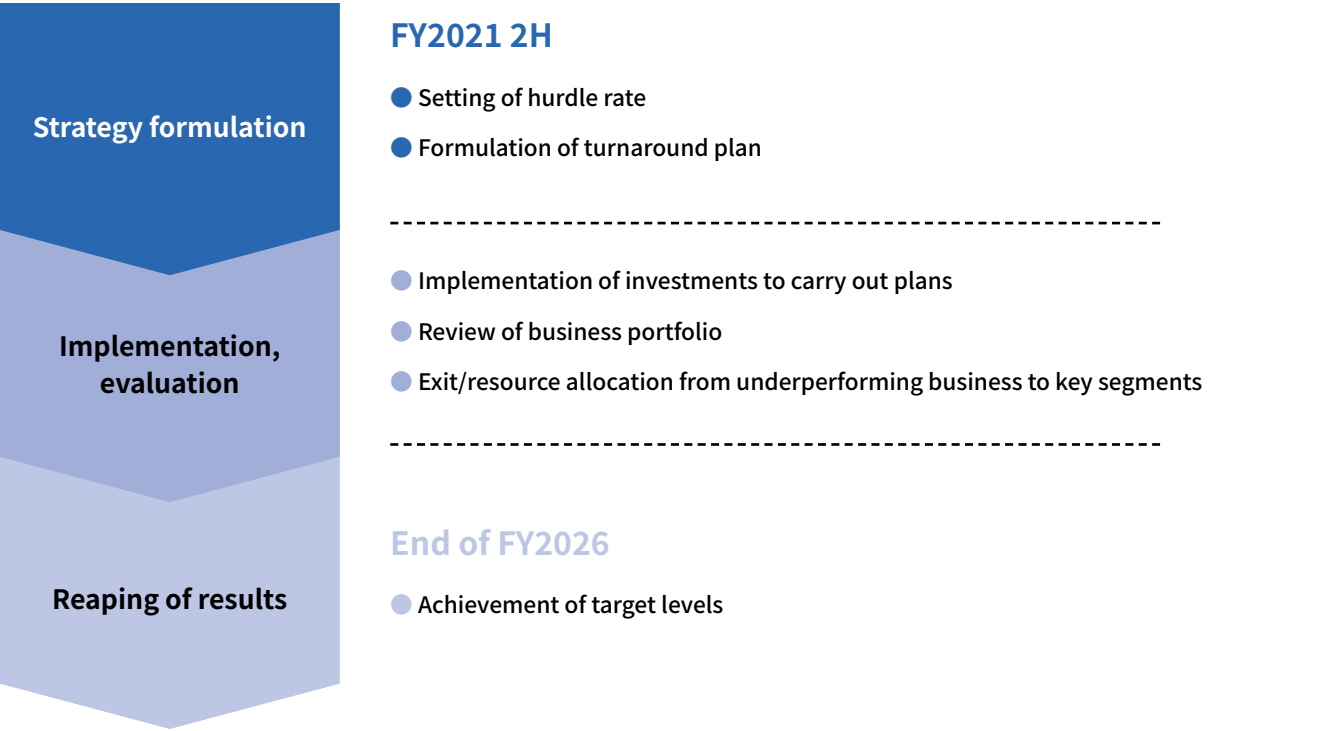 Strategy formulation
FY2021 2H
Setting of hurdle rate
Formulation of turnaround plan
Implementation,
evaluation
Implementation of investments to carry out plans
Review of business portfolio
Exit/resource allocation from underperforming business to key segments
Reaping of results
End of FY2026
Achievement of target levels